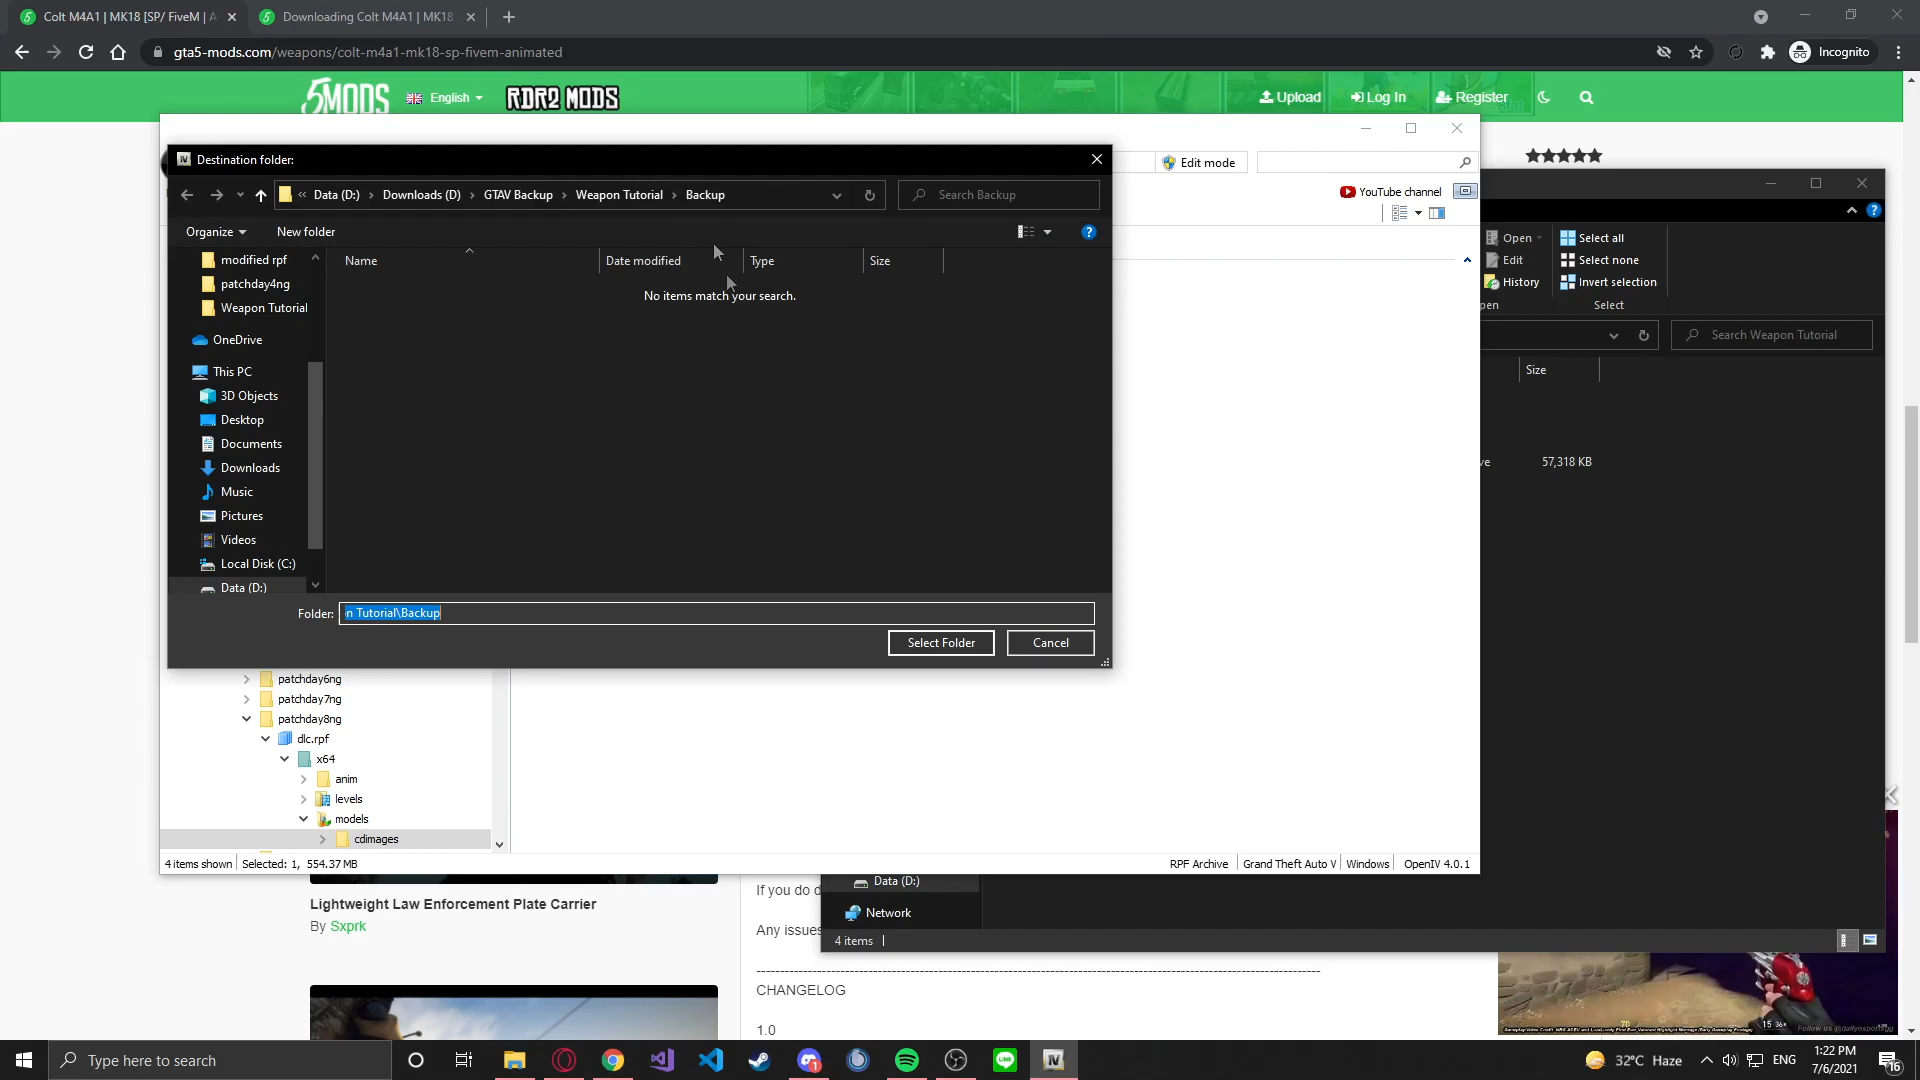 Colt M4A1 | MK18 [SP/ FiveM | A
Downloading Colt M4A1 | MK18
gta5-mods.com/weapons/colt-m4a1-mk18-sp-fivem-animated
Incognito
5MODS
English
RDR2 MODS
Upload
Log In
Register
Destination folder:
Edit mode
« Data (D:) › Downloads (D) › GTAV Backup › Weapon Tutorial › Backup
Search Backup
YouTube channel
Organize
New folder
Name
Date modified
Type
Size
No items match your search.
modified rpf
patchday4ng
Weapon Tutorial
OneDrive
This PC
3D Objects
Desktop
Documents
Downloads
Music
Pictures
Videos
Local Disk (C:)
Data (D:)
Folder:
n Tutorial\Backup
Select Folder
Cancel
Open
Select all
Edit
Select none
History
Invert selection
pen
Select
Search Weapon Tutorial
Size
ve
57,318 KB
patchday6ng
patchday7ng
patchday8ng
dlc.rpf
x64
anim
levels
models
cdimages
4 items shown
Selected: 1, 554.37 MB
RPF Archive
Grand Theft Auto V
Windows
OpenIV 4.0.1
Data (D:)
Network
4 items
Lightweight Law Enforcement Plate Carrier
By Sxprk
If you do d
Any issues
CHANGELOG
1.0
Type here to search
32°C Haze
ENG
1:22 PM
7/6/2021
16